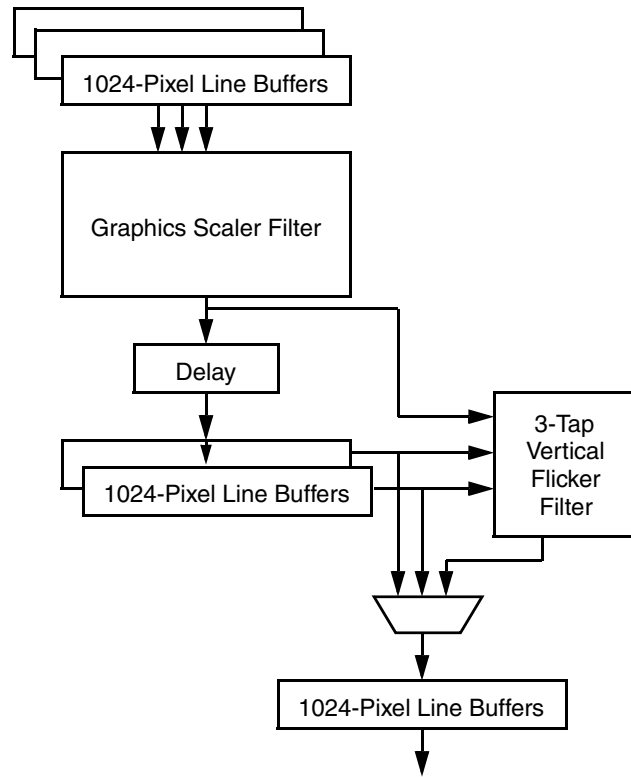 1024-Pixel Line Buffers
Graphics Scaler Filter
Delay
3-Tap
Vertical
Flicker
Filter
1024-Pixel Line Buffers
1024-Pixel Line Buffers